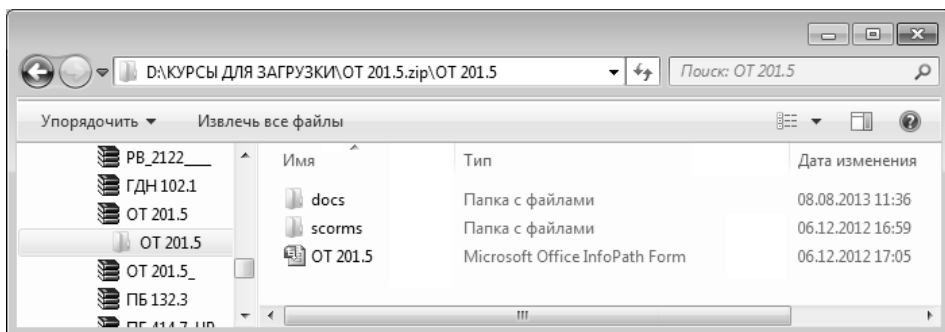 D:\КУРСЫ ДЛЯ ЗАГРУЗКИ\ОТ 201.5.zip\ОТ 201.5
Поиск: ОТ 201.5
Упорядочить
Извлечь все файлы
РВ_2122___
ГДН 102.1
ОТ 201.5
ОТ 201.5
ОТ 201.5_
ПБ 132.3
Имя Тип Дата изменения
docs Папка с файлами 08.08.2013 11:36
scorms Папка с файлами 06.12.2012 16:59
ОТ 201.5 Microsoft Office InfoPath Form 06.12.2012 17:05